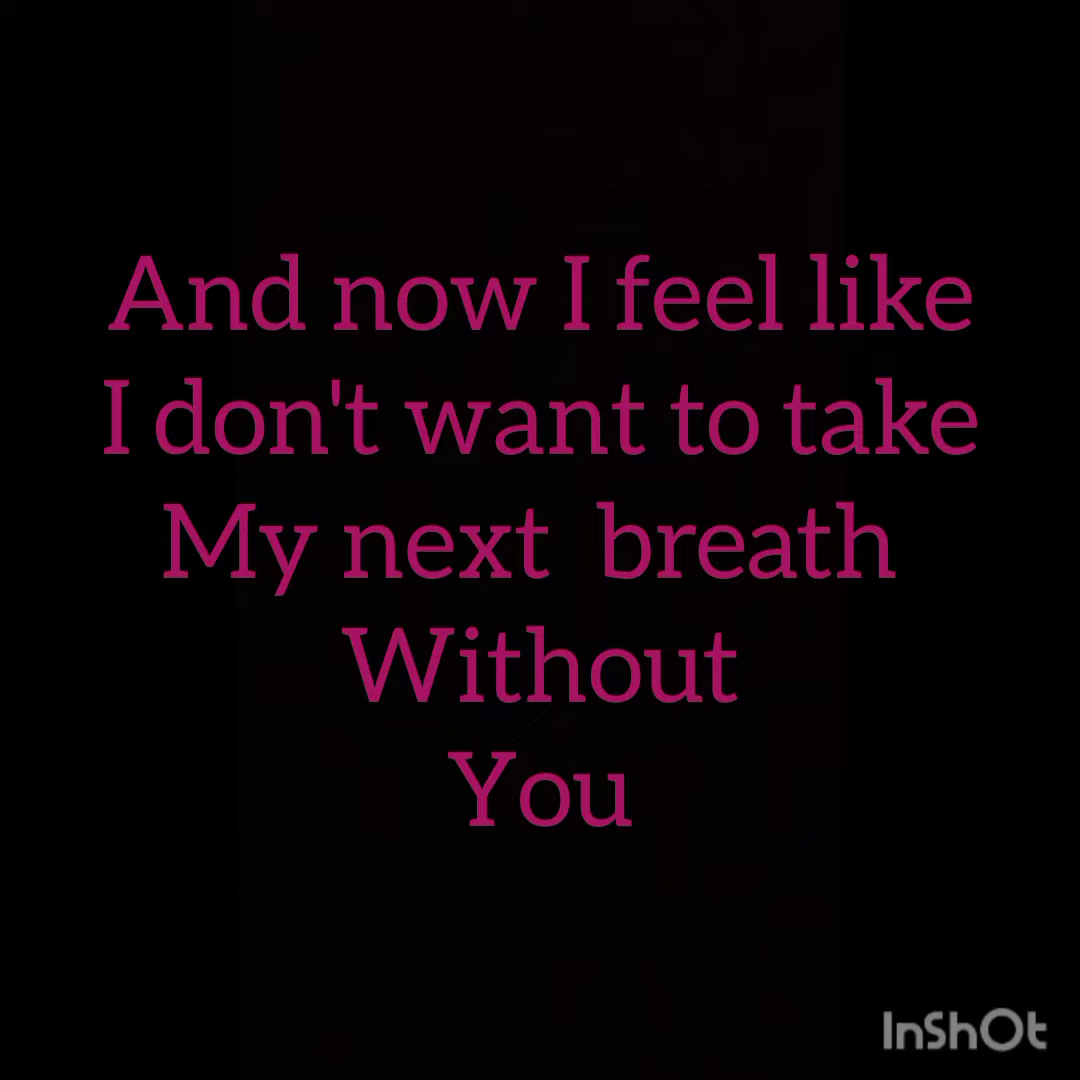 And now I feel like
I don't want to take
My next  breath
Without
You
InShOt